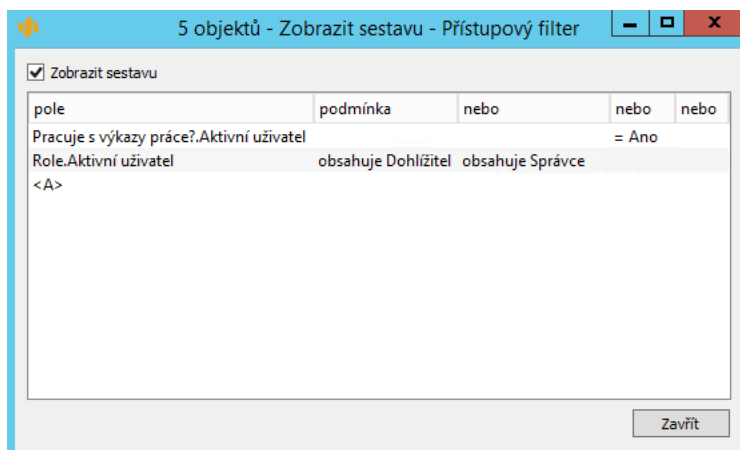 5 objektů - Zobrazit sestavu - Přístupový filter
Zobrazit sestavu
pole podmínka nebo nebo nebo
Pracuje s výkazy práce?.Aktivní uživatel = Ano
Role.Aktivní uživatel obsahuje Dohlížitel obsahuje Správce
<A>
Zavřít